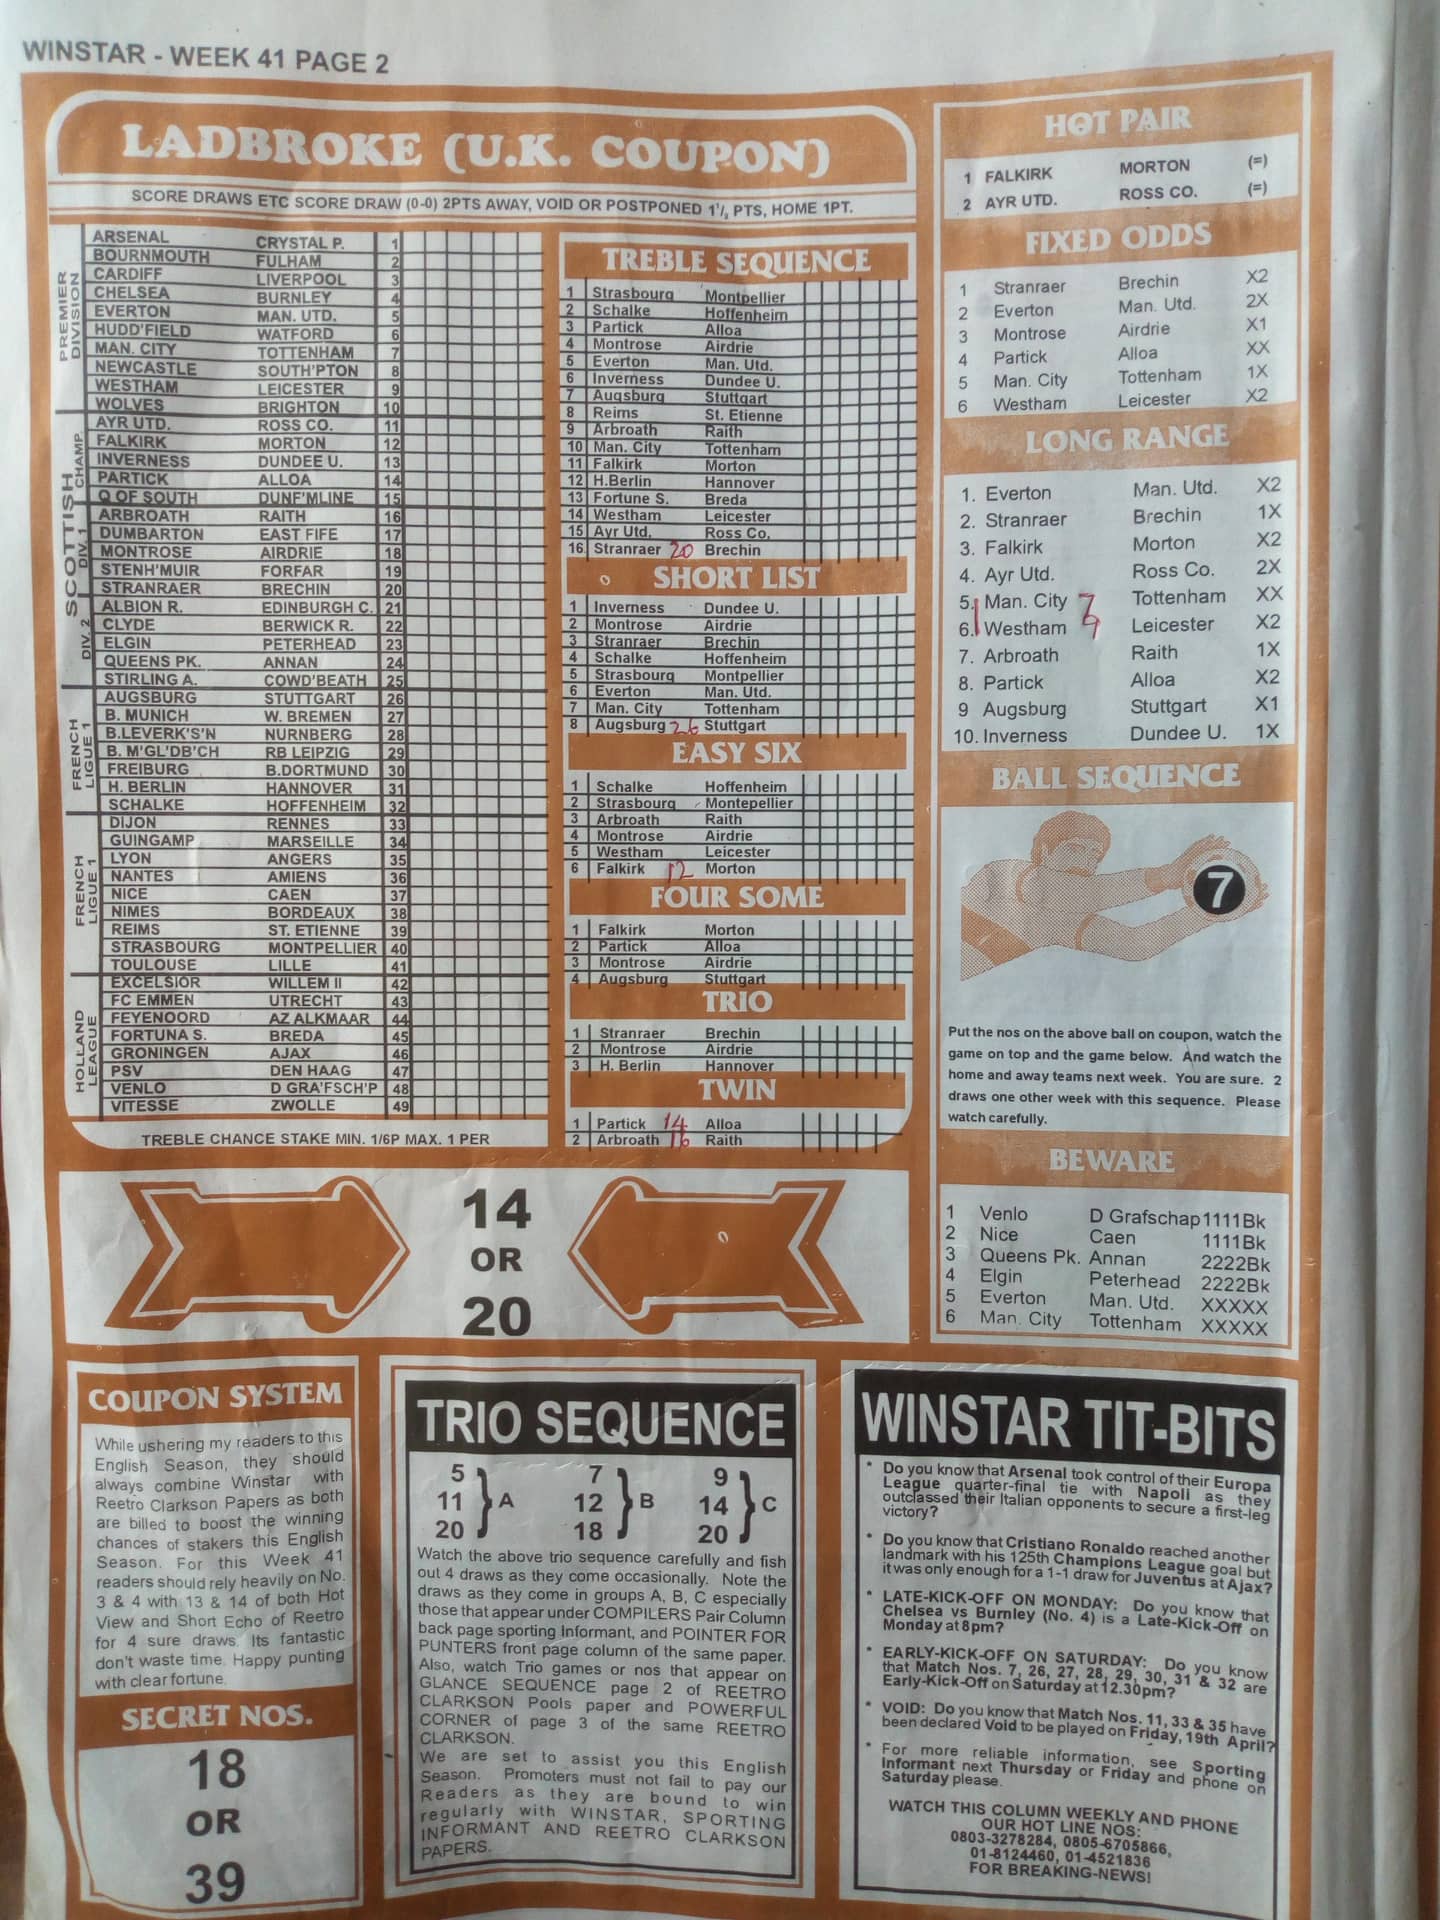 WINSTAR - WEEK 41 PAGE 2
LADBROKE (U.K. COUPON)
SCORE DRAWS ETC SCORE DRAW (0-0) 2PTS AWAY, VOID OR POSTPONED 1½ PTS, HOME 1PT.
PREMIER DIVISION
ARSENAL CRYSTAL P. 1
BOURNMOUTH FULHAM 2
CARDIFF LIVERPOOL 3
CHELSEA BURNLEY 4
EVERTON MAN. UTD. 5
HUDD'FIELD WATFORD 6
MAN. CITY TOTTENHAM 7
NEWCASTLE SOUTH'PTON 8
WESTHAM LEICESTER 9
WOLVES BRIGHTON 10
SCOTTISH
CHAMP.
AYR UTD. ROSS CO. 11
FALKIRK MORTON 12
INVERNESS DUNDEE U. 13
PARTICK ALLOA 14
Q OF SOUTH DUNF'MLINE 15
DIV. 1
ARBROATH RAITH 16
DUMBARTON EAST FIFE 17
MONTROSE AIRDRIE 18
STENH'MUIR FORFAR 19
STRANRAER BRECHIN 20
DIV. 2
ALBION R. EDINBURGH C. 21
CLYDE BERWICK R. 22
ELGIN PETERHEAD 23
QUEENS PK. ANNAN 24
STIRLING A. COWD'BEATH 25
FRENCH LIGUE 1
AUGSBURG STUTTGART 26
B. MUNICH W. BREMEN 27
B.LEVERK'S'N NURNBERG 28
B. M'GL'DB'CH RB LEIPZIG 29
FREIBURG B.DORTMUND 30
H. BERLIN HANNOVER 31
SCHALKE HOFFENHEIM 32
FRENCH LIGUE 1
DIJON RENNES 33
GUINGAMP MARSEILLE 34
LYON ANGERS 35
NANTES AMIENS 36
NICE CAEN 37
NIMES BORDEAUX 38
REIMS ST. ETIENNE 39
STRASBOURG MONTPELLIER 40
TOULOUSE LILLE 41
HOLLAND LEAGUE
EXCELSIOR WILLEM II 42
FC EMMEN UTRECHT 43
FEYENOORD AZ ALKMAAR 44
FORTUNA S. BREDA 45
GRONINGEN AJAX 46
PSV DEN HAAG 47
VENLO D GRA'FSCH'P 48
VITESSE ZWOLLE 49
TREBLE CHANCE STAKE MIN. 1/6P MAX. 1 PER
TREBLE SEQUENCE
1 Strasbourg Montpellier
2 Schalke Hoffenheim
3 Partick Alloa
4 Montrose Airdrie
5 Everton Man. Utd.
6 Inverness Dundee U.
7 Augsburg Stuttgart
8 Reims St. Etienne
9 Arbroath Raith
10 Man. City Tottenham
11 Falkirk Morton
12 H.Berlin Hannover
13 Fortune S. Breda
14 Westham Leicester
15 Ayr Utd. Ross Co.
16. Stranraer 20 Brechin
SHORT LIST
1 Inverness Dundee U.
2 Montrose Airdrie
3 Stranraer Brechin
4 Schalke Hoffenheim
5 Strasbourg Montpellier
6 Everton Man. Utd.
7 Man. City Tottenham
8 Augsburg 26 Stuttgart
EASY SIX
1 Schalke Hoffenheim
2 Strasbourg Montepellier
3 Arbroath Raith
4 Montrose Airdrie
5 Westham Leicester
6 Falkirk 12 Morton
FOUR SOME
1 Falkirk Morton
2 Partick Alloa
3 Montrose Airdrie
4 Augsburg Stuttgart
TRIO
1 Stranraer Brechin
2 Montrose Airdrie
3 H. Berlin Hannover
TWIN
1 Partick 14 Alloa
2 Arbroath 16 Raith
HOT PAIR
1 FALKIRK MORTON (=)
2 AYR UTD. ROSS CO. (=)
FIXED ODDS
1 Stranraer Brechin X2
2 Everton Man. Utd. 2X
3 Montrose Airdrie X1
4 Partick Alloa XX
5 Man. City Tottenham 1X
6 Westham Leicester X2
LONG RANGE
1. Everton Man. Utd. X2
2. Stranraer Brechin 1X
3. Falkirk Morton X2
4. Ayr Utd. Ross Co. 2X
5. Man. City Tottenham XX
6. Westham Leicester X2
7. Arbroath Raith 1X
8. Partick Alloa X2
9 Augsburg Stuttgart X1
10. Inverness Dundee U. 1X
BALL SEQUENCE
7
Put the nos on the above ball on coupon, watch the
game on top and the game below. And watch the
home and away teams next week. You are sure. 2
draws one other week with this sequence. Please
watch carefully.
BEWARE
1 Venlo D Grafschap 1111Bk
2 Nice Caen 1111Bk
3 Queens Pk. Annan 2222Bk
4 Elgin Peterhead 2222Bk
5 Everton Man. Utd. XXXXX
6 Man. City Tottenham XXXXX
14
OR
20
COUPON SYSTEM
While ushering my readers to this
English Season, they should
always combine Winstar with
Reetro Clarkson Papers as both
are billed to boost the winning
chances of stakers this English
Season. For this Week 41
readers should rely heavily on No.
3 & 4 with 13 & 14 of both Hot
View and Short Echo of Reetro
for 4 sure draws. Its fantastic
don't waste time. Happy punting
with clear fortune.
SECRET NOS.
18
OR
39
TRIO SEQUENCE
5 7 9
11 A 12 B 14 C
20 18 20
Watch the above trio sequence carefully and fish
out 4 draws as they come occasionally. Note the
draws as they come in groups A, B, C especially
those that appear under COMPILERS Pair Column
back page sporting Informant, and POINTER FOR
PUNTERS front page column of the same paper.
Also, watch Trio games or nos that appear on
GLANCE SEQUENCE page 2 of REETRO
CLARKSON Pools paper and POWERFUL
CORNER of page 3 of the same REETRO
CLARKSON.
We are set to assist you this English
Season. Promoters must not fail to pay our
Readers as they are bound to win
regularly with WINSTAR, SPORTING
INFORMANT AND REETRO CLARKSON
PAPERS.
WINSTAR TIT-BITS
* Do you know that Arsenal took control of their Europa
League quarter-final tie with Napoli as they
outclassed their Italian opponents to secure a first-leg
victory?
* Do you know that Cristiano Ronaldo reached another
landmark with his 125th Champions League goal but
it was only enough for a 1-1 draw for Juventus at Ajax?
* LATE-KICK-OFF ON MONDAY: Do you know that
Chelsea vs Burnley (No. 4) is a Late-Kick-Off on
Monday at 8pm?
* EARLY-KICK-OFF ON SATURDAY: Do you know
that Match Nos. 7, 26, 27, 28, 29, 30, 31 & 32 are
Early-Kick-Off on Saturday at 12.30pm?
* VOID: Do you know that Match Nos. 11, 33 & 35 have
been declared Void to be played on Friday, 19th April?
* For more reliable information, see Sporting
Informant next Thursday or Friday and phone on
Saturday please.
WATCH THIS COLUMN WEEKLY AND PHONE
OUR HOT LINE NOS:
0803-3278284, 0805-6705866,
01-8124460, 01-4521836
FOR BREAKING-NEWS!